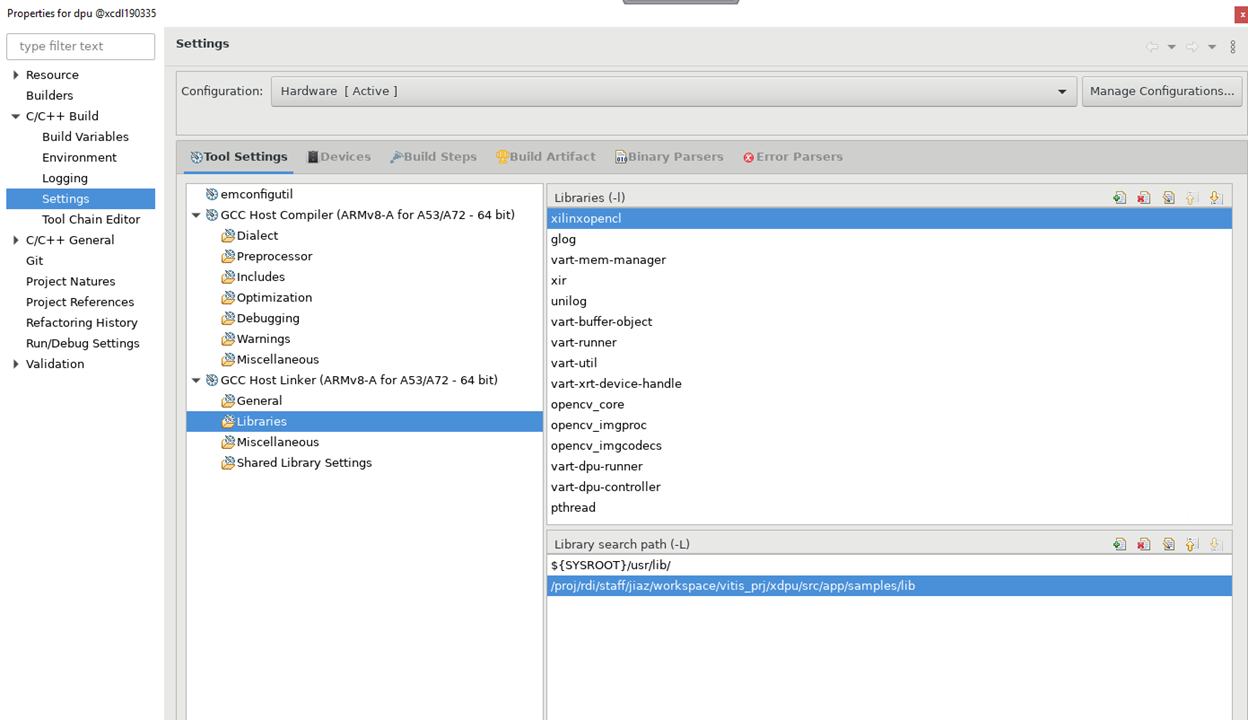 Properties for dpu @xcdl190335
x
type filter text
Resource
Builders
C/C++ Build
Build Variables
Environment
Logging
Settings
Tool Chain Editor
C/C++ General
Git
Project Natures
Project References
Refactoring History
Run/Debug Settings
Validation
Settings
Configuration:
Hardware [ Active ]
Manage Configurations...
Tool Settings
Devices
Build Steps
Build Artifact
Binary Parsers
Error Parsers
emconfigutil
GCC Host Compiler (ARMv8-A for A53/A72 - 64 bit)
Dialect
Preprocessor
Includes
Optimization
Debugging
Warnings
Miscellaneous
GCC Host Linker (ARMv8-A for A53/A72 - 64 bit)
General
Libraries
Miscellaneous
Shared Library Settings
Libraries (-l)
xilinxopencl
glog
vart-mem-manager
xir
unilog
vart-buffer-object
vart-runner
vart-util
vart-xrt-device-handle
opencv_core
opencv_imgproc
opencv_imgcodecs
vart-dpu-runner
vart-dpu-controller
pthread
Library search path (-L)
${SYSROOT}/usr/lib/
/proj/rdi/staff/jiaz/workspace/vitis_prj/xdpu/src/app/samples/lib